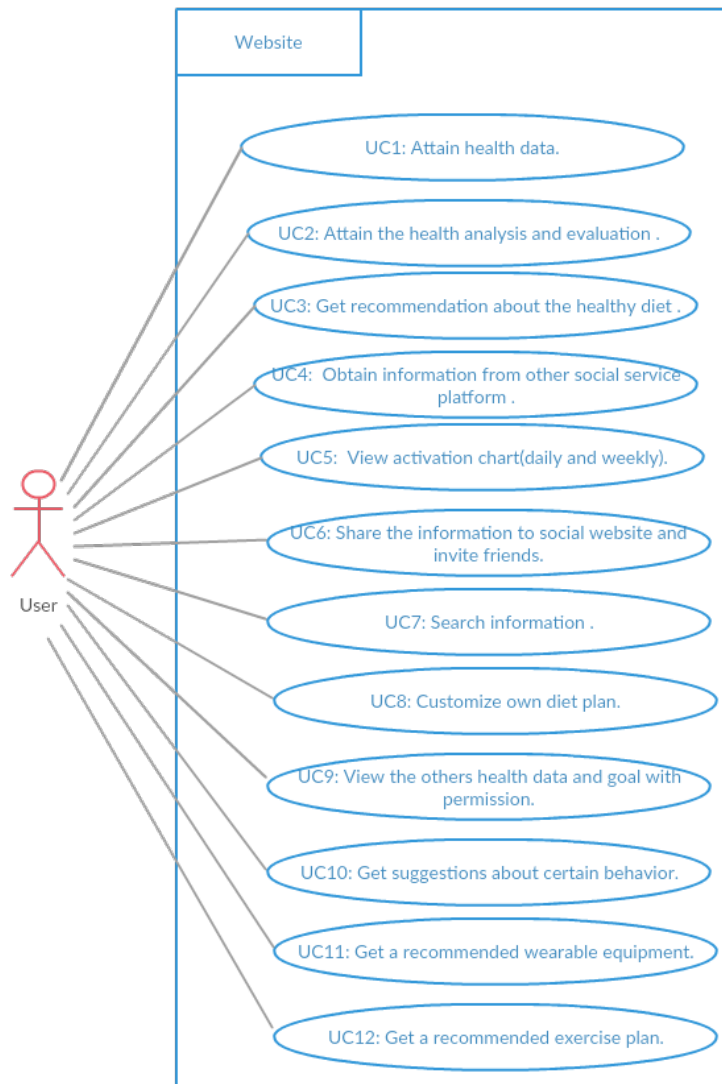 Website
UC1: Attain health data.
UC2: Attain the health analysis and evaluation .
UC3: Get recommendation about the healthy diet .
UC4:  Obtain information from other social service
platform .
UC5:  View activation chart(daily and weekly).
UC6: Share the information to social website and
invite friends.
User
UC7: Search information .
UC8: Customize own diet plan.
UC9: View the others health data and goal with
permission.
UC10: Get suggestions about certain behavior.
UC11: Get a recommended wearable equipment.
UC12: Get a recommended exercise plan.